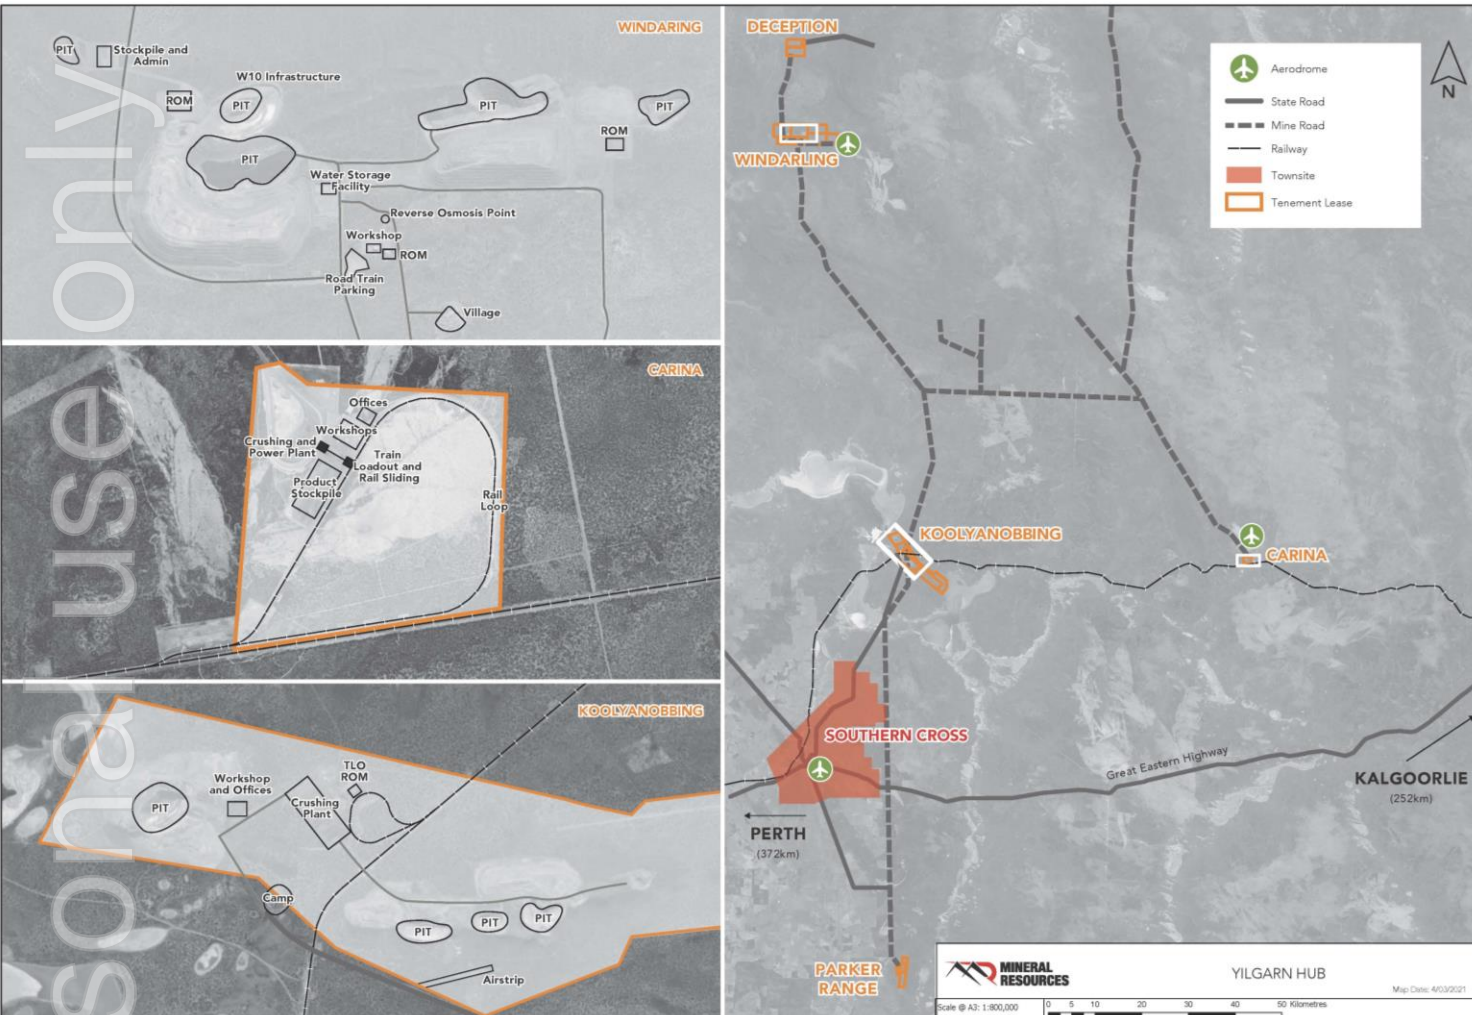 WINDARING
PIT
Stockpile and
Admin
W10 Infrastructure
ROM
PIT
PIT
PIT
ROM
PIT
Water Storage
Facility
Reverse Osmosis Point
Workshop
ROM
Road Train
Parking
Village
CARINA
Offices
Workshops
Crushing and
Power Plant
Train
Loadout and
Rail Sliding
Product
Stockpile
Rail
Loop
KOOLYANOBBING
TLO
ROM
Workshop
and Offices
Crushing
Plant
PIT
Camp
PIT
PIT
PIT
Airstrip
sonal use only
DECEPTION
WINDARLING
Aerodrome
State Road
Mine Road
Railway
Townsite
Tenement Lease
N
KOOLYANOBBING
CARINA
SOUTHERN CROSS
Great Eastern Highway
KALGOORLIE
(252km)
PERTH
(372km)
PARKER
RANGE
MINERAL
RESOURCES
YILGARN HUB
Map Date: 4/03/2021
Scale @ A3: 1:800,000
0 5 10 20 30 40 50 Kilometres